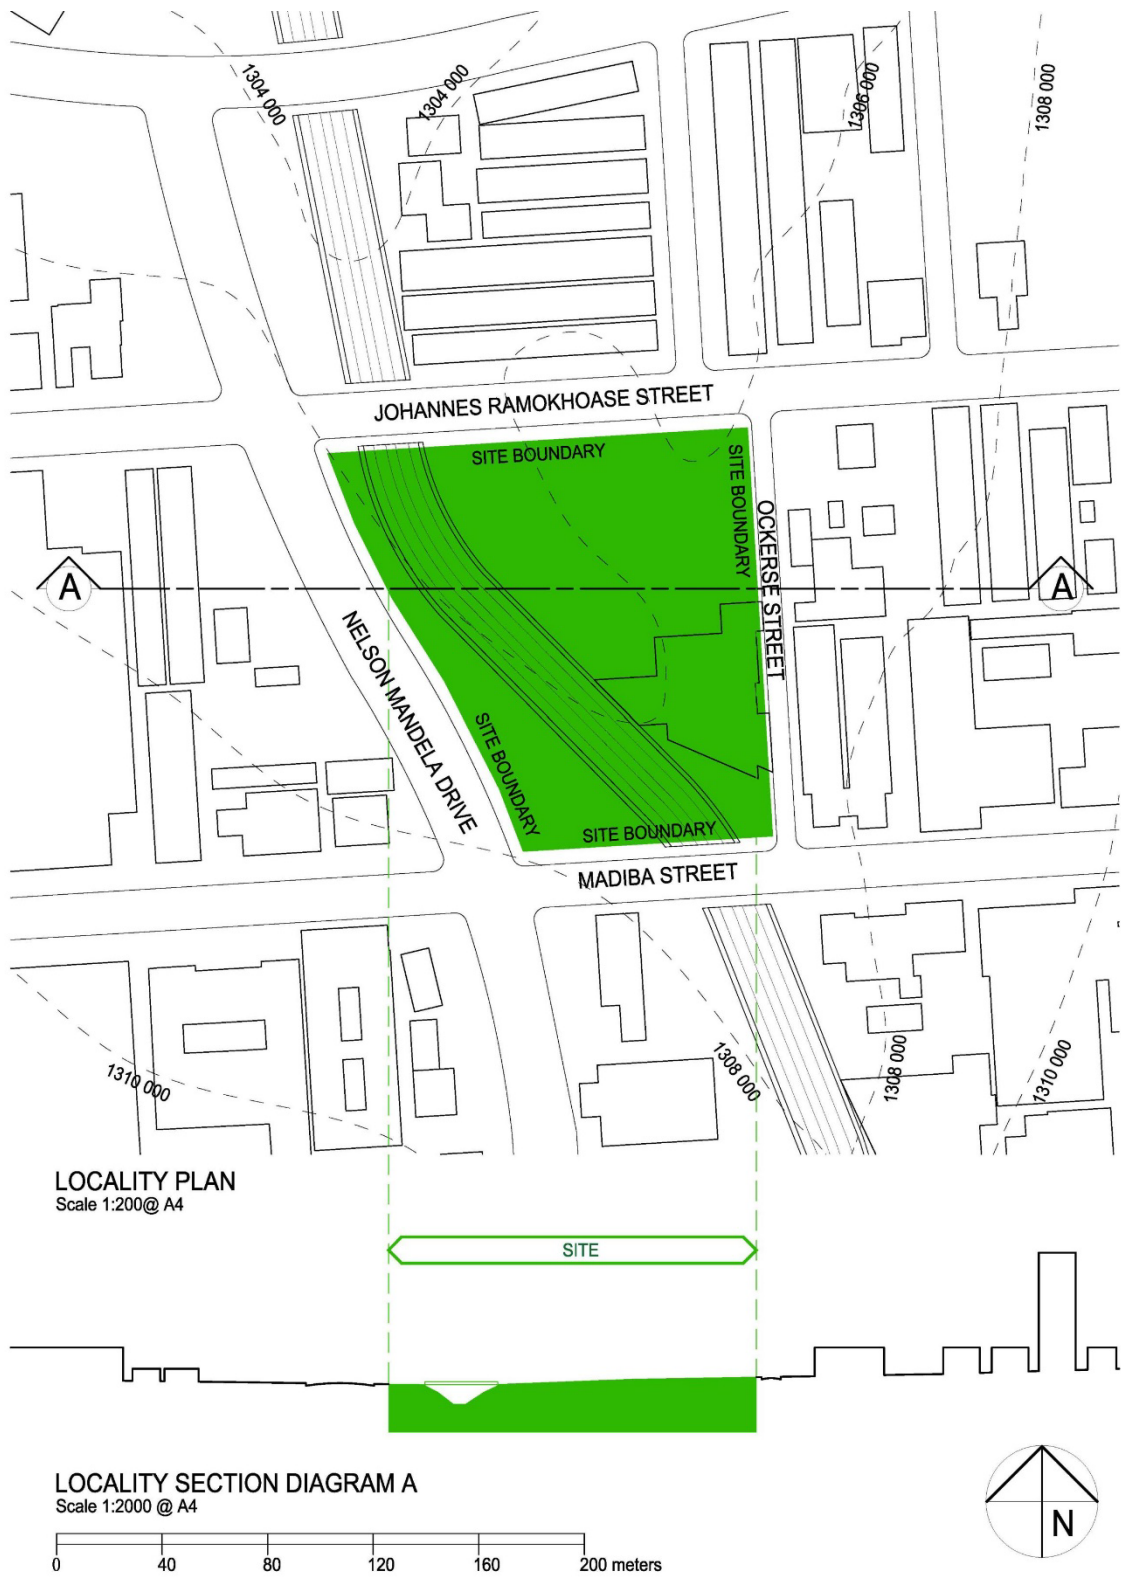 1304 000
1304 000
1306 000
1308 000
JOHANNES RAMOKHOASE STREET
SITE BOUNDARY
SITE BOUNDARY
OCKERSE STREET
A
A
NELSON MANDELA DRIVE
SITE BOUNDARY
SITE BOUNDARY
MADIBA STREET
1310 000
1308 000
1308 000
1310 000
LOCALITY PLAN
Scale 1:200@ A4
SITE
LOCALITY SECTION DIAGRAM A
Scale 1:2000 @ A4
N
0 40 80 120 160 200 meters